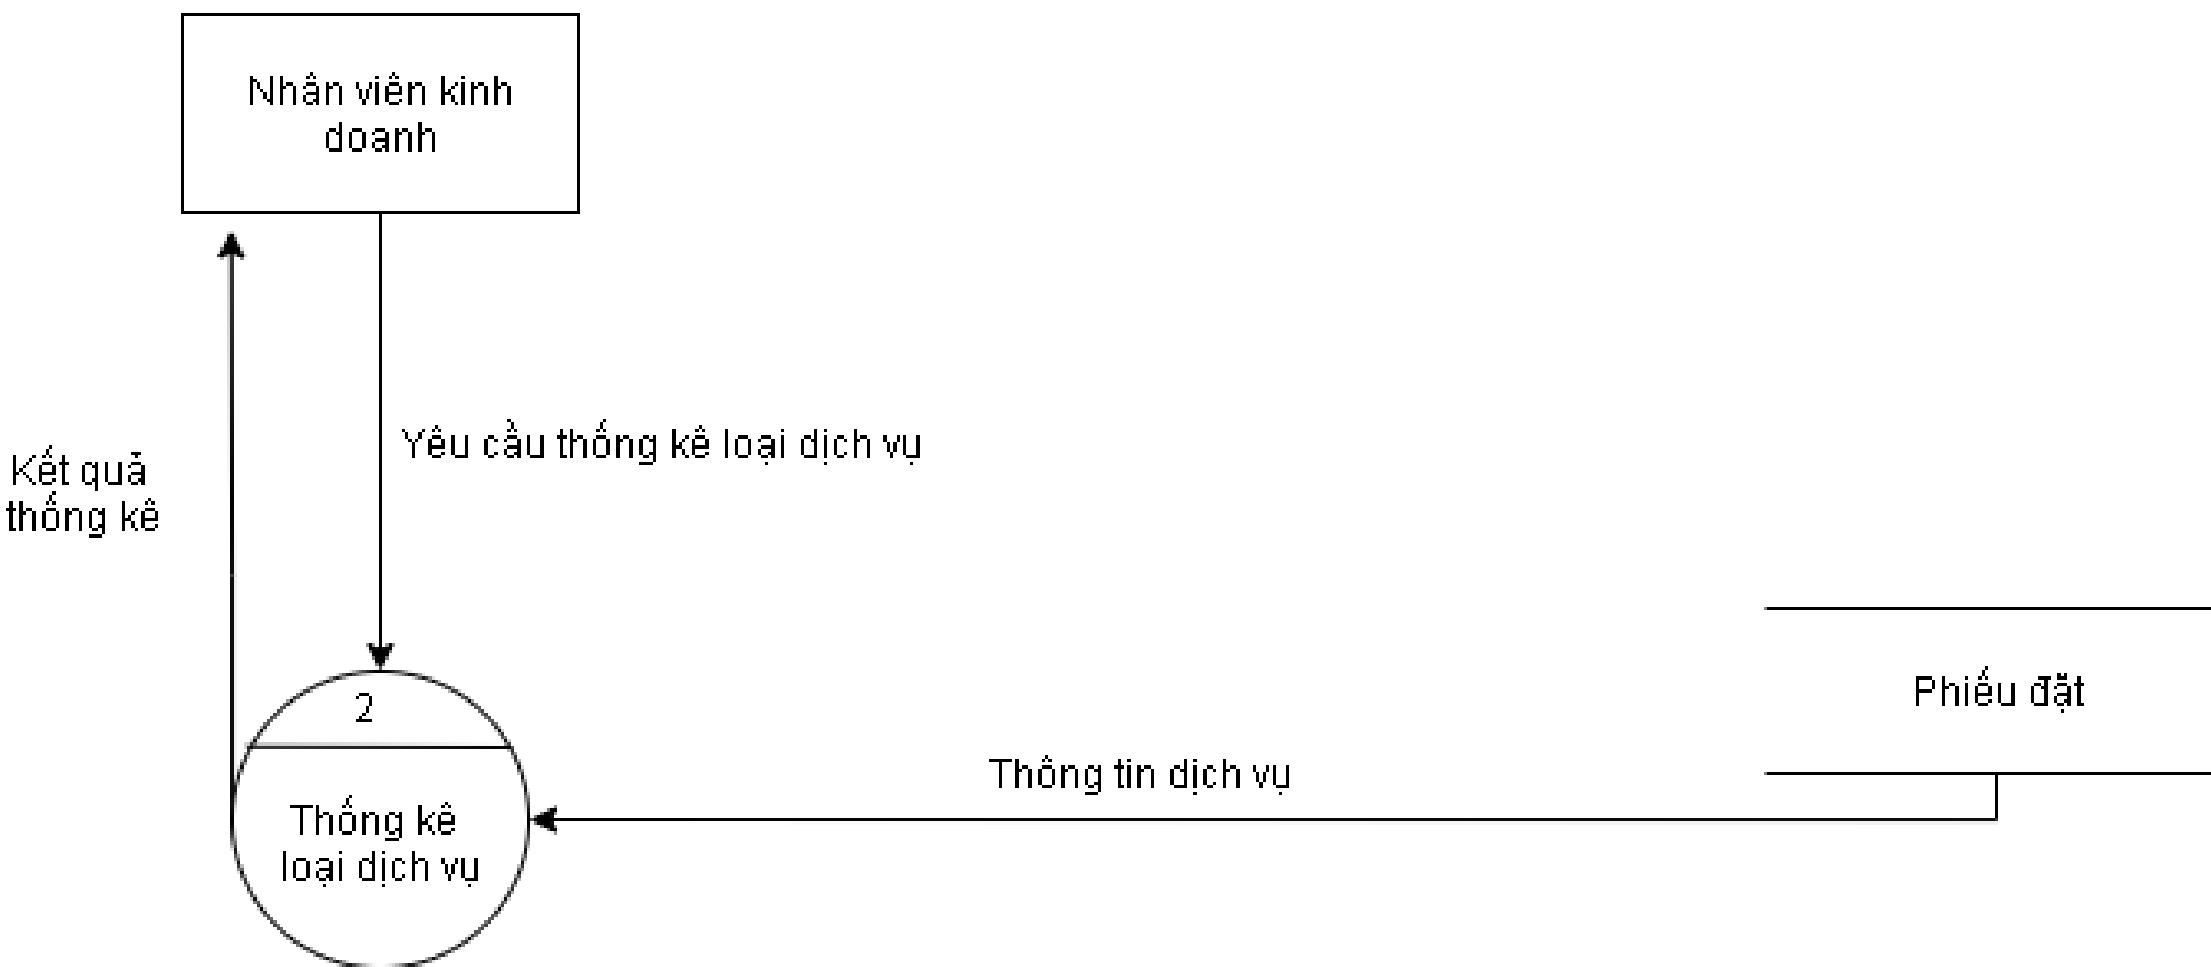 Nhân viên kinh
doanh
Yêu cầu thống kê loại dịch vụ
Kết quả
thống kê
2
Phiếu đặt
Thông tin dịch vụ
Thống kê
loại dịch vụ